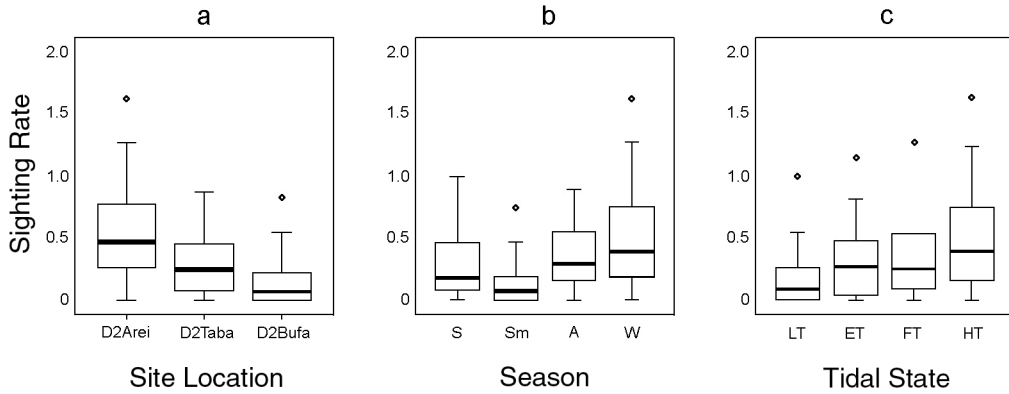 a
b
c
Sighting Rate
2.0
1.5
1.0
0.5
0
D2Arei D2Taba D2Bufa
Site Location
2.0
1.5
1.0
0.5
0
S Sm A W
Season
2.0
1.5
1.0
0.5
0
LT ET FT HT
Tidal State